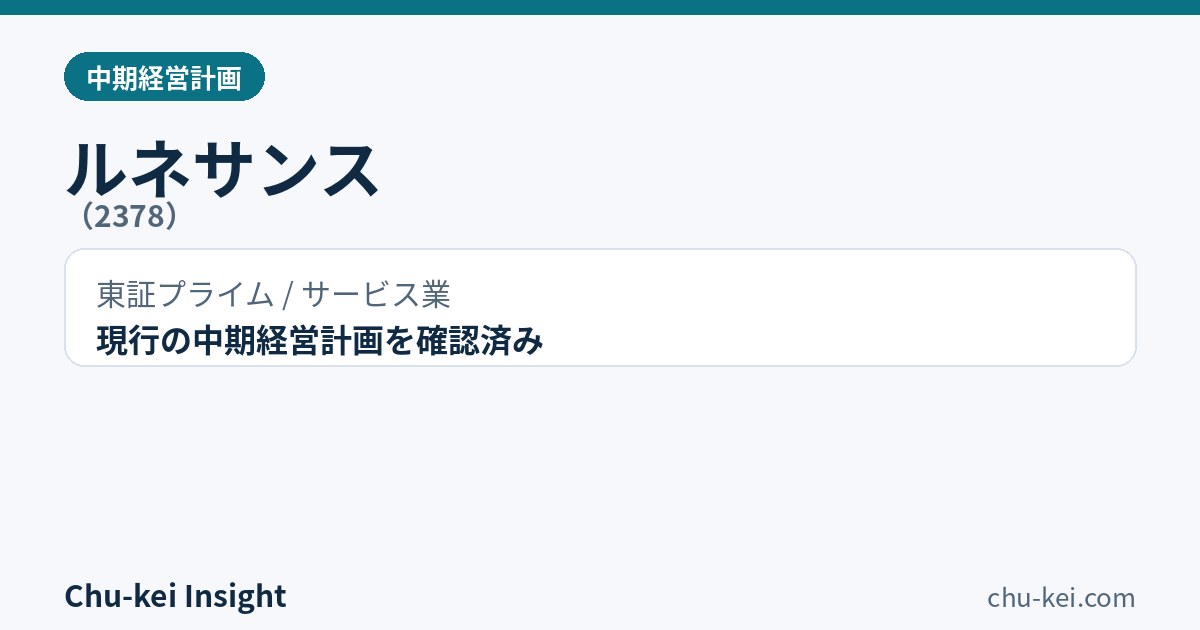 中期経営計画
ルネサンス
（2378）
東証プライム / サービス業
現行の中期経営計画を確認済み
Chu-kei Insight
chu-kei.com